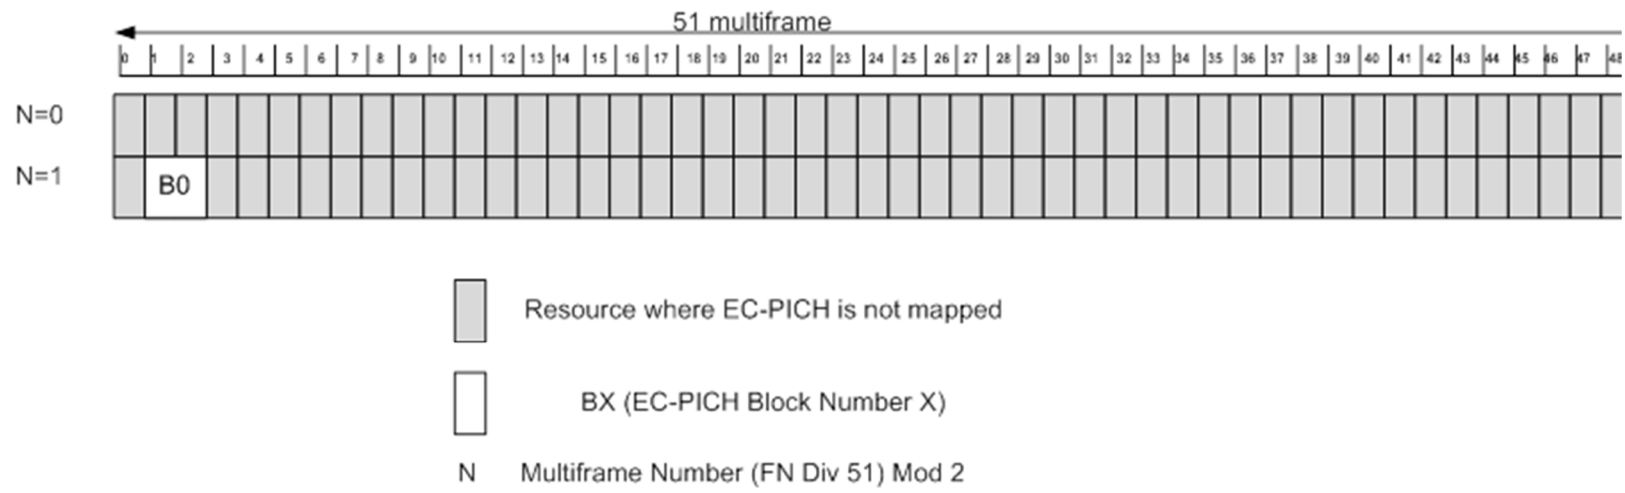 51 multiframe
0 1 2 3 4 5 6 7 8 9 10 11 12 13 14 15 16 17 18 19 20 21 22 23 24 25 26 27 28 29 30 31 32 33 34 35 36 37 38 39 40 41 42 43 44 45 46 47 48
N=0
N=1 B0
Resource where EC-PICH is not mapped
BX (EC-PICH Block Number X)
N Multiframe Number (FN Div 51) Mod 2